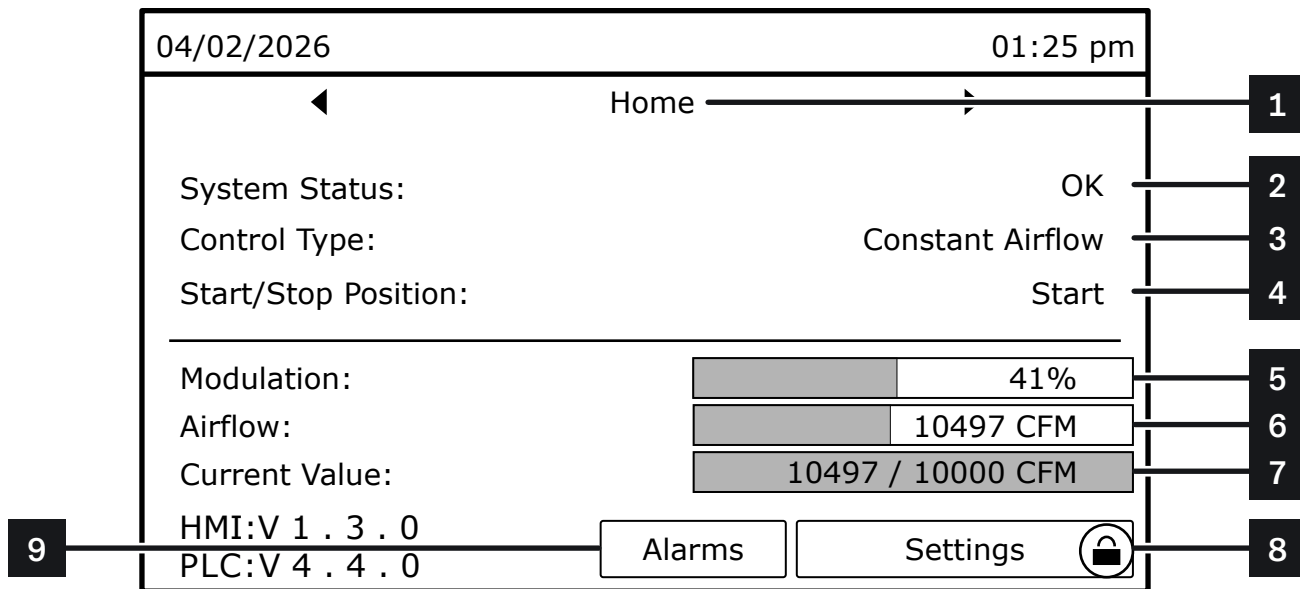 04/02/2026 01:25 pm
Home 1
System Status: OK 2
Control Type: Constant Airflow 3
Start/Stop Position: Start 4
Modulation: 41% 5
Airflow: 10497 CFM 6
Current Value: 10497 / 10000 CFM 7
HMI:V 1 . 3 . 0
PLC:V 4 . 4 . 0
9 Alarms Settings 8